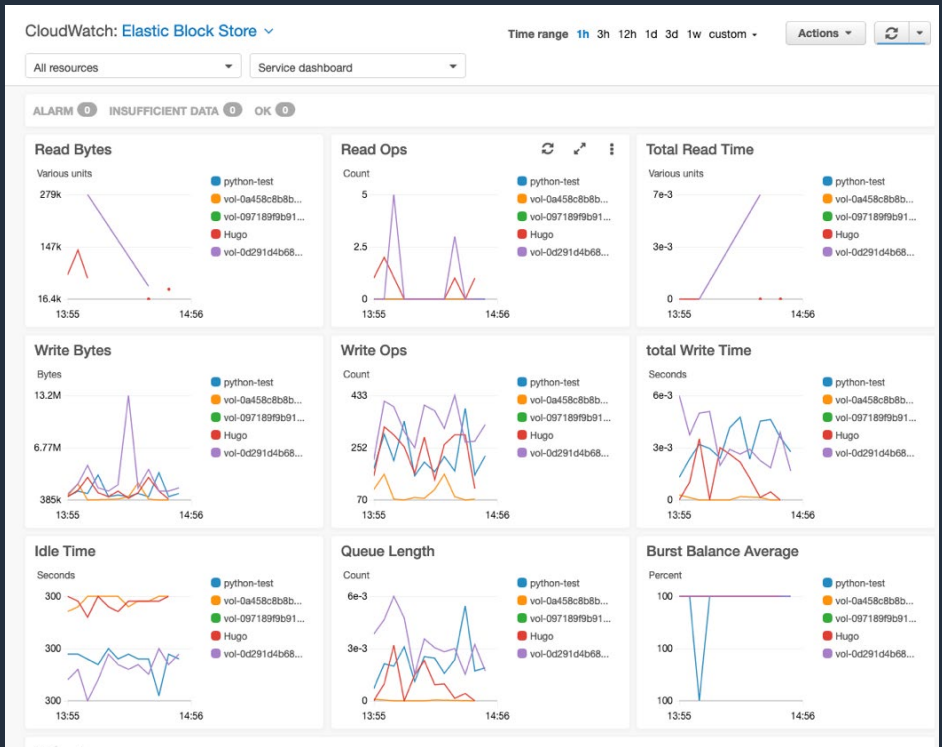 CloudWatch: Elastic Block Store
Time range 1h 3h 12h 1d 3d 1w custom
Actions
All resources
Service dashboard
ALARM 0 INSUFFICIENT DATA 0 OK 0
Read Bytes
Various units
279k
147k
16.4k
13:55
14:56
python-test
vol-0a458c8b8b...
vol-097189f9b91...
Hugo
vol-0d291d4b68...
Read Ops
Count
5
2.5
0
13:55
14:56
python-test
vol-0a458c8b8b...
vol-097189f9b91...
Hugo
vol-0d291d4b68...
Total Read Time
Various units
7e-3
3e-3
0
13:55
14:56
python-test
vol-0a458c8b8b...
vol-097189f9b91...
Hugo
vol-0d291d4b68...
Write Bytes
Bytes
13.2M
6.77M
385k
13:55
14:56
python-test
vol-0a458c8b8b...
vol-097189f9b91...
Hugo
vol-0d291d4b68...
Write Ops
Count
433
252
70
13:55
14:56
python-test
vol-0a458c8b8b...
vol-097189f9b91...
Hugo
vol-0d291d4b68...
total Write Time
Seconds
6e-3
3e-3
0
13:55
14:56
python-test
vol-0a458c8b8b...
vol-097189f9b91...
Hugo
vol-0d291d4b68...
Idle Time
Seconds
300
300
300
13:55
14:56
python-test
vol-0a458c8b8b...
vol-097189f9b91...
Hugo
vol-0d291d4b68...
Queue Length
Count
6e-3
3e-3
0
13:55
14:56
python-test
vol-0a458c8b8b...
vol-097189f9b91...
Hugo
vol-0d291d4b68...
Burst Balance Average
Percent
100
100
100
13:55
14:56
python-test
vol-0a458c8b8b...
vol-097189f9b91...
Hugo
vol-0d291d4b68...